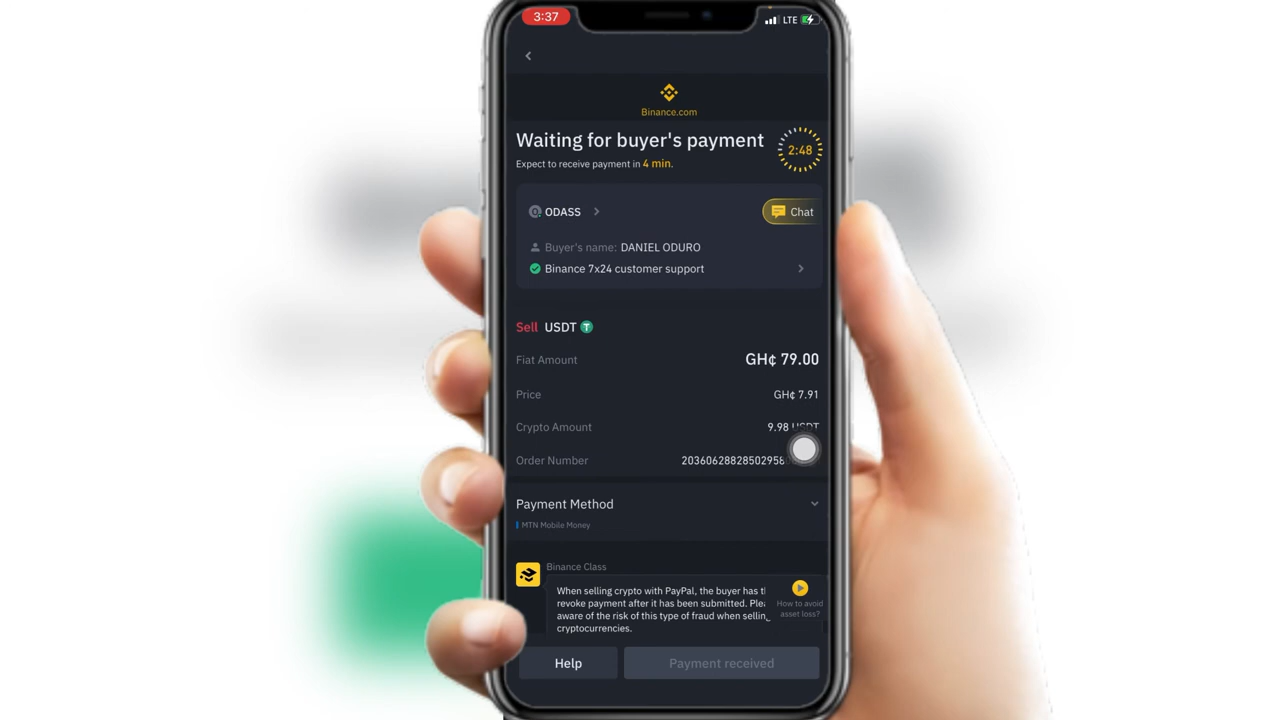 3:37
LTE
Binance.com
Waiting for buyer's payment
2:48
Expect to receive payment in 4 min.
ODASS
Chat
Buyer's name: DANIEL ODURO
Binance 7x24 customer support
Sell USDT
Fiat Amount GH¢ 79.00
Price GH¢ 7.91
Crypto Amount 9.98 USDT
Order Number 20360628828502958
Payment Method
MTN Mobile Money
Binance Class
When selling crypto with PayPal, the buyer has
revoke payment after it has been submitted.
aware of the risk of this type of fraud when selling
cryptocurrencies.
How to avoid
asset loss?
Help
Payment received